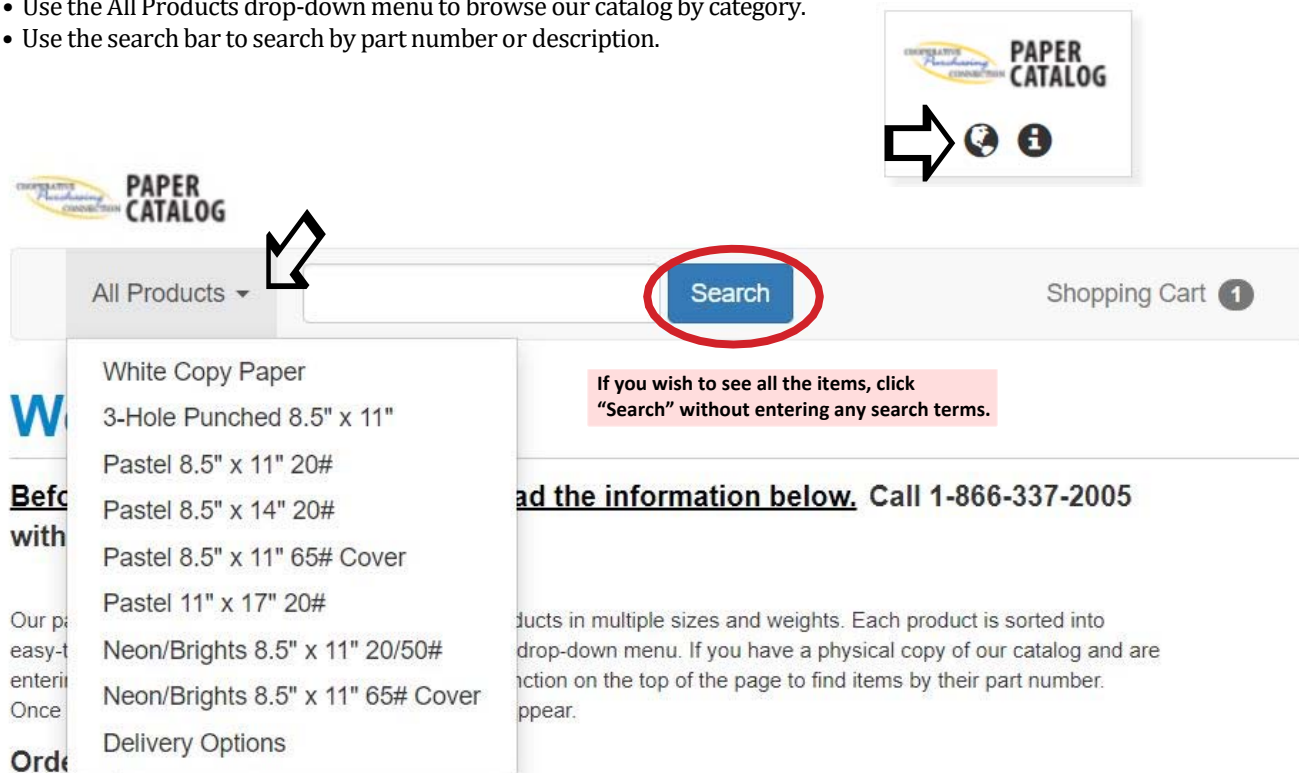 • Use the All Products drop-down menu to browse our catalog by category.
• Use the search bar to search by part number or description.
COOPERATIVE
Purchasing
CONNECTION
PAPER
CATALOG
COOPERATIVE
Purchasing
CONNECTION
PAPER
CATALOG
All Products
Search
Shopping Cart 1
White Copy Paper
3-Hole Punched 8.5" x 11"
Pastel 8.5" x 11" 20#
Pastel 8.5" x 14" 20#
Pastel 8.5" x 11" 65# Cover
Pastel 11" x 17" 20#
Neon/Brights 8.5" x 11" 20/50#
Neon/Brights 8.5" x 11" 65# Cover
Delivery Options
If you wish to see all the items, click
“Search” without entering any search terms.
ad the information below. Call 1-866-337-2005
with
Our
ducts in multiple sizes and weights. Each product is sorted into
drop-down menu. If you have a physical copy of our catalog and are
nction on the top of the page to find items by their part number.
Once
ppear.